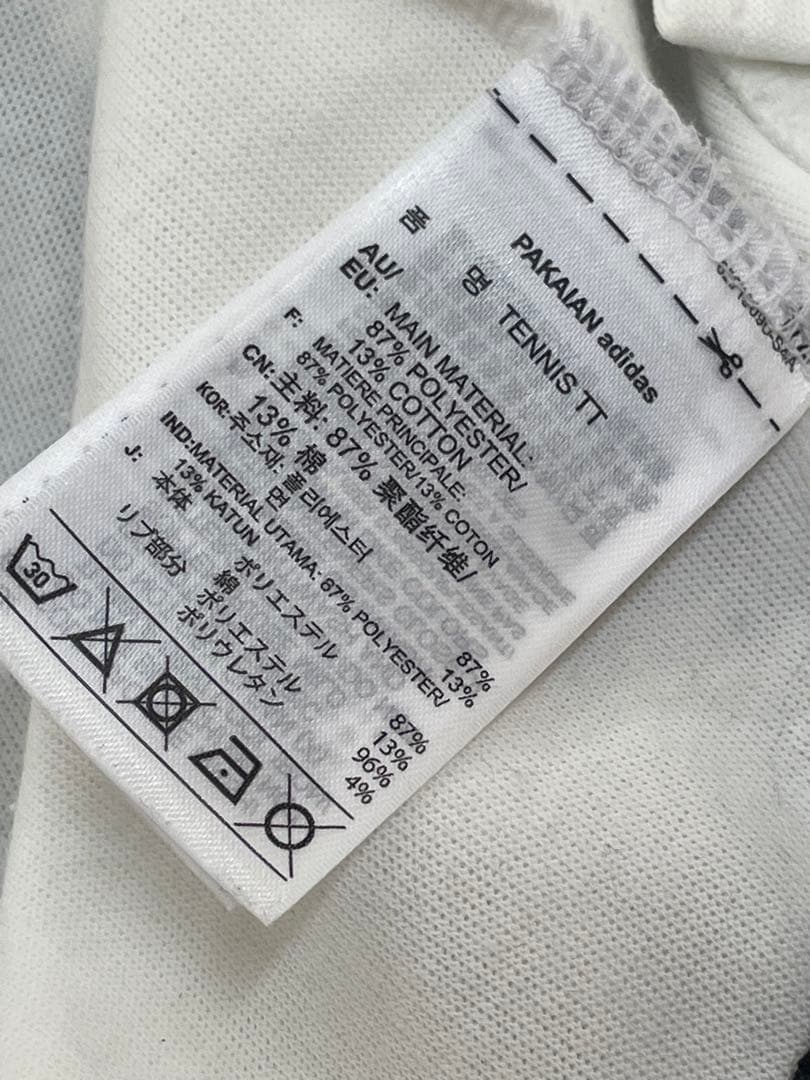 PAKAIAN adidas
품 명 TENNIS TT
AU/
EU: MAIN MATERIAL:
87% POLYESTER/
13% COTTON
F: MATIERE PRINCIPALE:
87% POLYESTER/13% COTON
CN:主料: 87% 聚酯纤维/
13% 棉
KOR:주소재: 폴리에스터 87%
면 13%
IND:MATERIAL UTAMA: 87% POLYESTER/
13% KATUN
J: 本体 ポリエステル 87%
綿 13%
リブ部分 ポリエステル 96%
ポリウレタン 4%
30